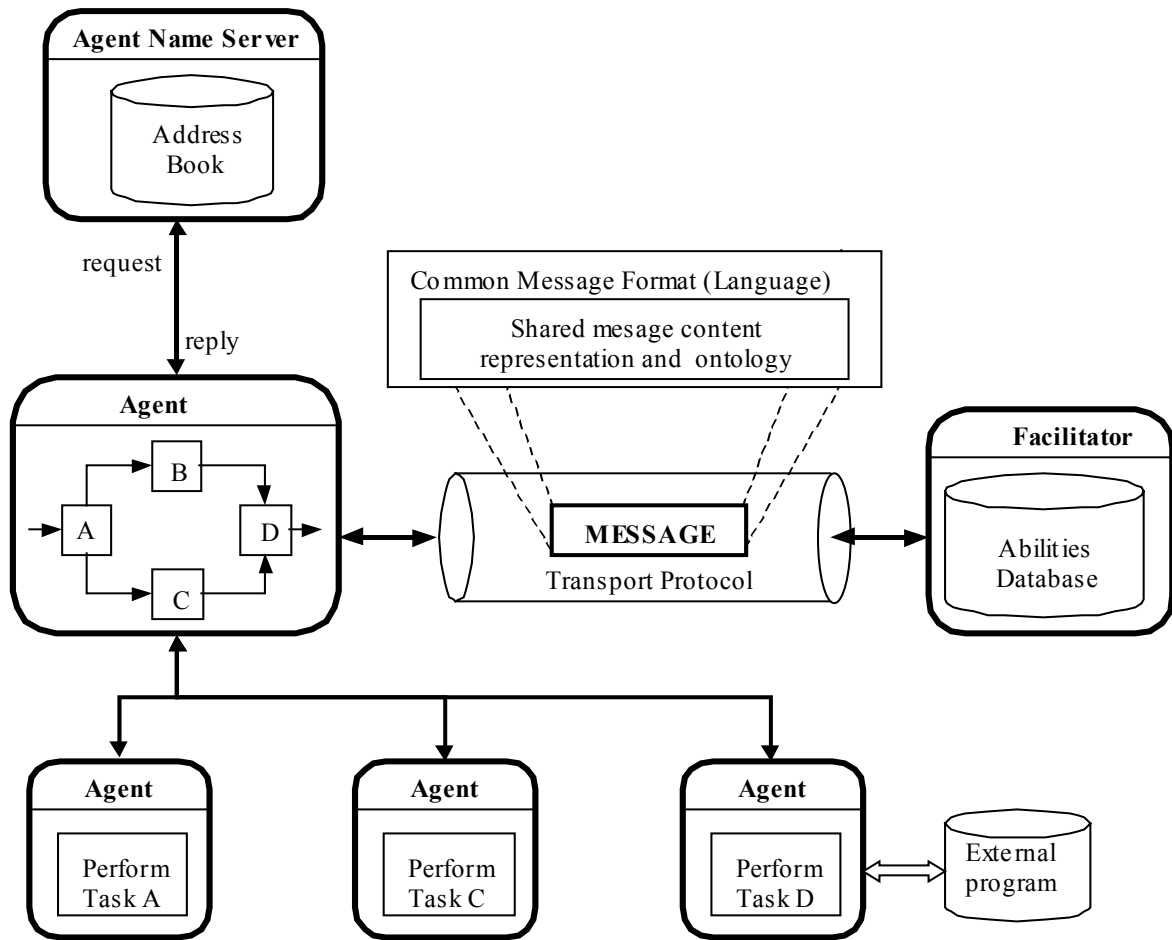 Agent Name Server
Address
Book
request
reply
Common Message Format (Language)
Shared mesage content
representation and ontology
Agent
A
B
C
D
MESSAGE
Transport Protocol
Facilitator
Abilities
Database
Agent
Perform
Task A
Agent
Perform
Task C
Agent
Perform
Task D
External
program